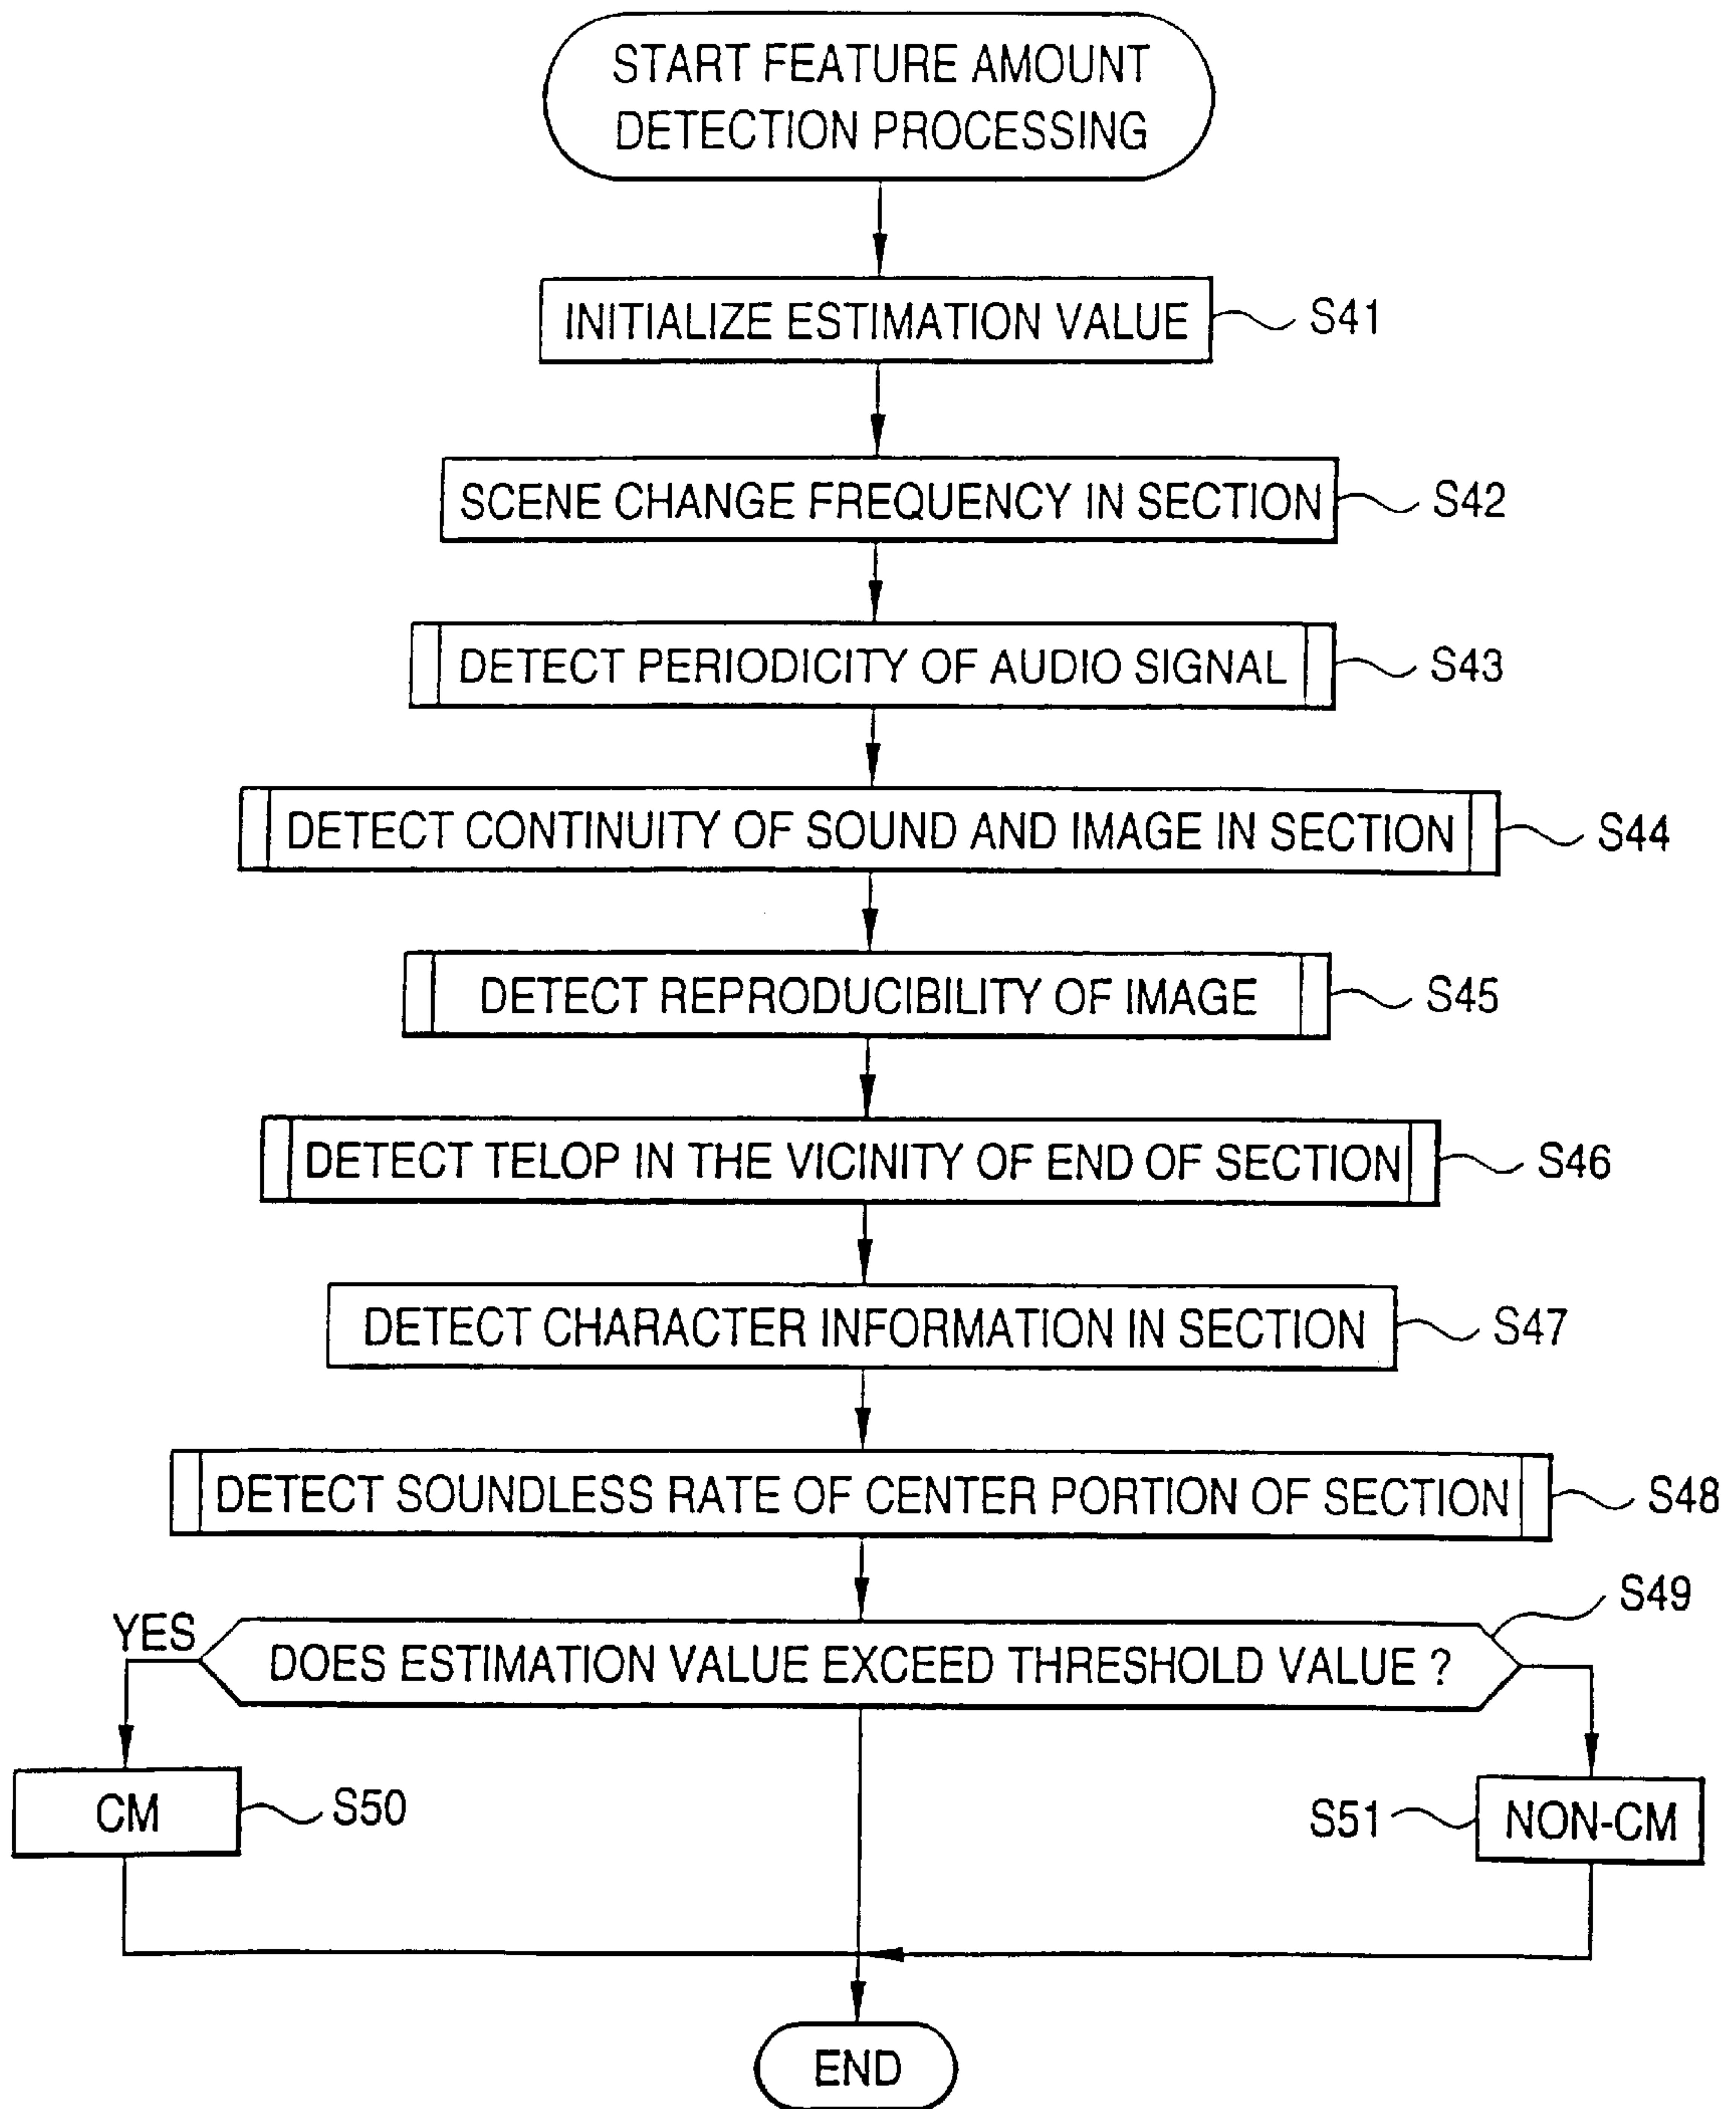 START FEATURE AMOUNT
DETECTION PROCESSING
INITIALIZE ESTIMATION VALUE
S41
SCENE CHANGE FREQUENCY IN SECTION
S42
DETECT PERIODICITY OF AUDIO SIGNAL
S43
DETECT CONTINUITY OF SOUND AND IMAGE IN SECTION
S44
DETECT REPRODUCIBILITY OF IMAGE
S45
DETECT TELOP IN THE VICINITY OF END OF SECTION
S46
DETECT CHARACTER INFORMATION IN SECTION
S47
DETECT SOUNDLESS RATE OF CENTER PORTION OF SECTION
S48
S49
YES
DOES ESTIMATION VALUE EXCEED THRESHOLD VALUE ?
CM
S50
S51
NON-CM
END